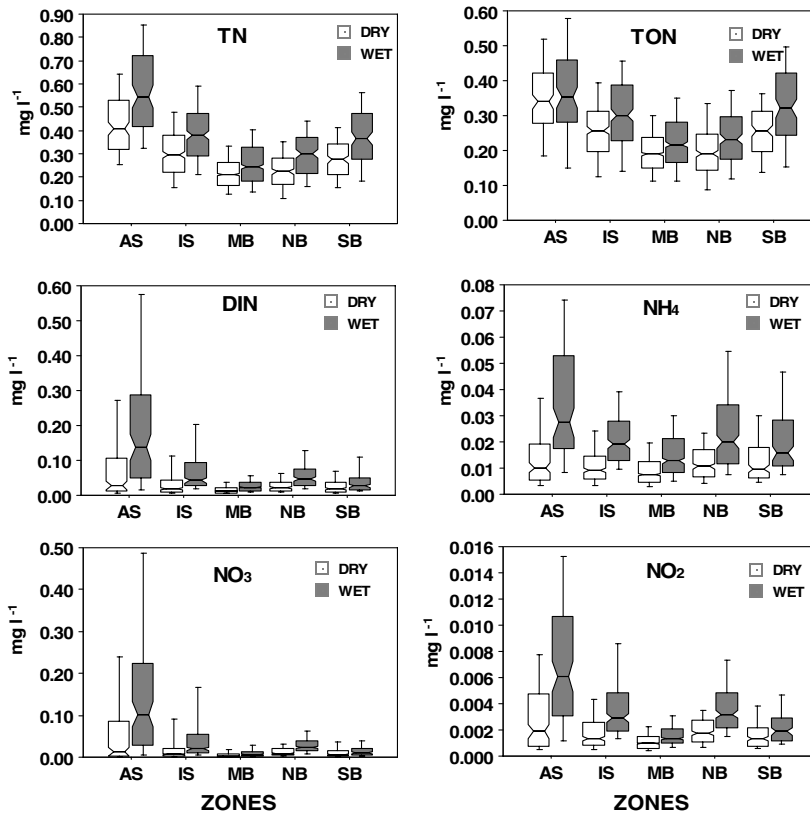 TN
DRY
WET
mg l-1
0.90
0.80
0.70
0.60
0.50
0.40
0.30
0.20
0.10
0.00
AS IS MB NB SB
TON
DRY
WET
mg l-1
0.60
0.50
0.40
0.30
0.20
0.10
0.00
AS IS MB NB SB
DIN
DRY
WET
mg l-1
0.60
0.50
0.40
0.30
0.20
0.10
0.00
AS IS MB NB SB
NH4
DRY
WET
mg l-1
0.08
0.07
0.06
0.05
0.04
0.03
0.02
0.01
0.00
AS IS MB NB SB
NO3
DRY
WET
mg l-1
0.50
0.40
0.30
0.20
0.10
0.00
AS IS MB NB SB
ZONES
NO2
DRY
WET
mg l-1
0.016
0.014
0.012
0.010
0.008
0.006
0.004
0.002
0.000
AS IS MB NB SB
ZONES